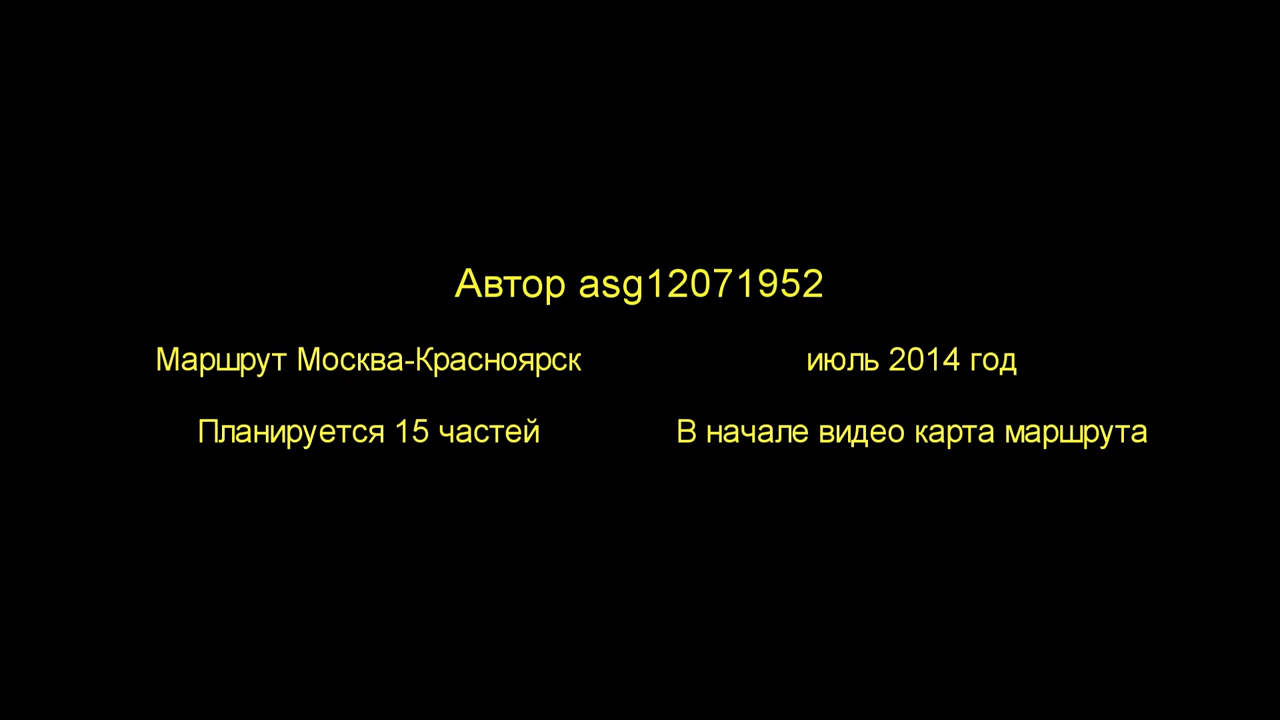 Автор asg12071952
Маршрут Москва-Красноярск июль 2014 год
Планируется 15 частей В начале видео карта маршрута